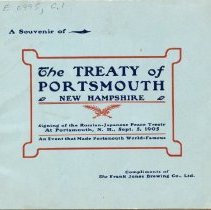 A Souvenir of
The TREATY of
PORTSMOUTH
NEW HAMPSHIRE
Signing of the Russian-Japanese Peace Treaty
At Portsmouth, N. H., Sept. 5, 1905
An Event that Made Portsmouth World-Famous
Compliments of
The Frank Jones Brewing Co., Ltd.